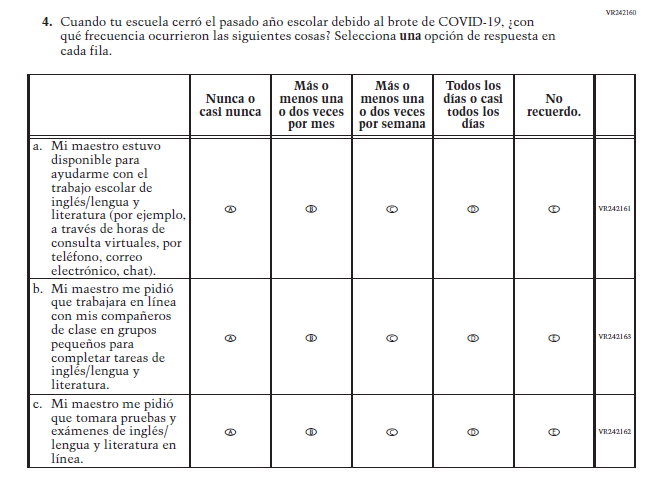 VR242160
4. Cuando tu escuela cerró el pasado año escolar debido al brote de COVID-19, ¿con
qué frecuencia ocurrieron las siguientes cosas? Selecciona una opción de respuesta en
cada fila.
Nunca o
casi nunca
Más o
menos una
o dos veces
por mes
Más o
menos una
o dos veces
por semana
Todos los
días o casi
todos los
días
No
recuerdo.
a. Mi maestro estuvo
disponible para
ayudarme con el
trabajo escolar de
inglés/lengua y
literatura (por ejemplo,
a través de horas de
consulta virtuales, por
teléfono, correo
electrónico, chat).
A B C D E VR242161
b. Mi maestro me pidió
que trabajara en línea
con mis compañeros
de clase en grupos
pequeños para
completar tareas de
inglés/lengua y
literatura.
A B C D E VR242163
c. Mi maestro me pidió
que tomara pruebas y
exámenes de inglés/
lengua y literatura en
línea.
A B C D E VR242162